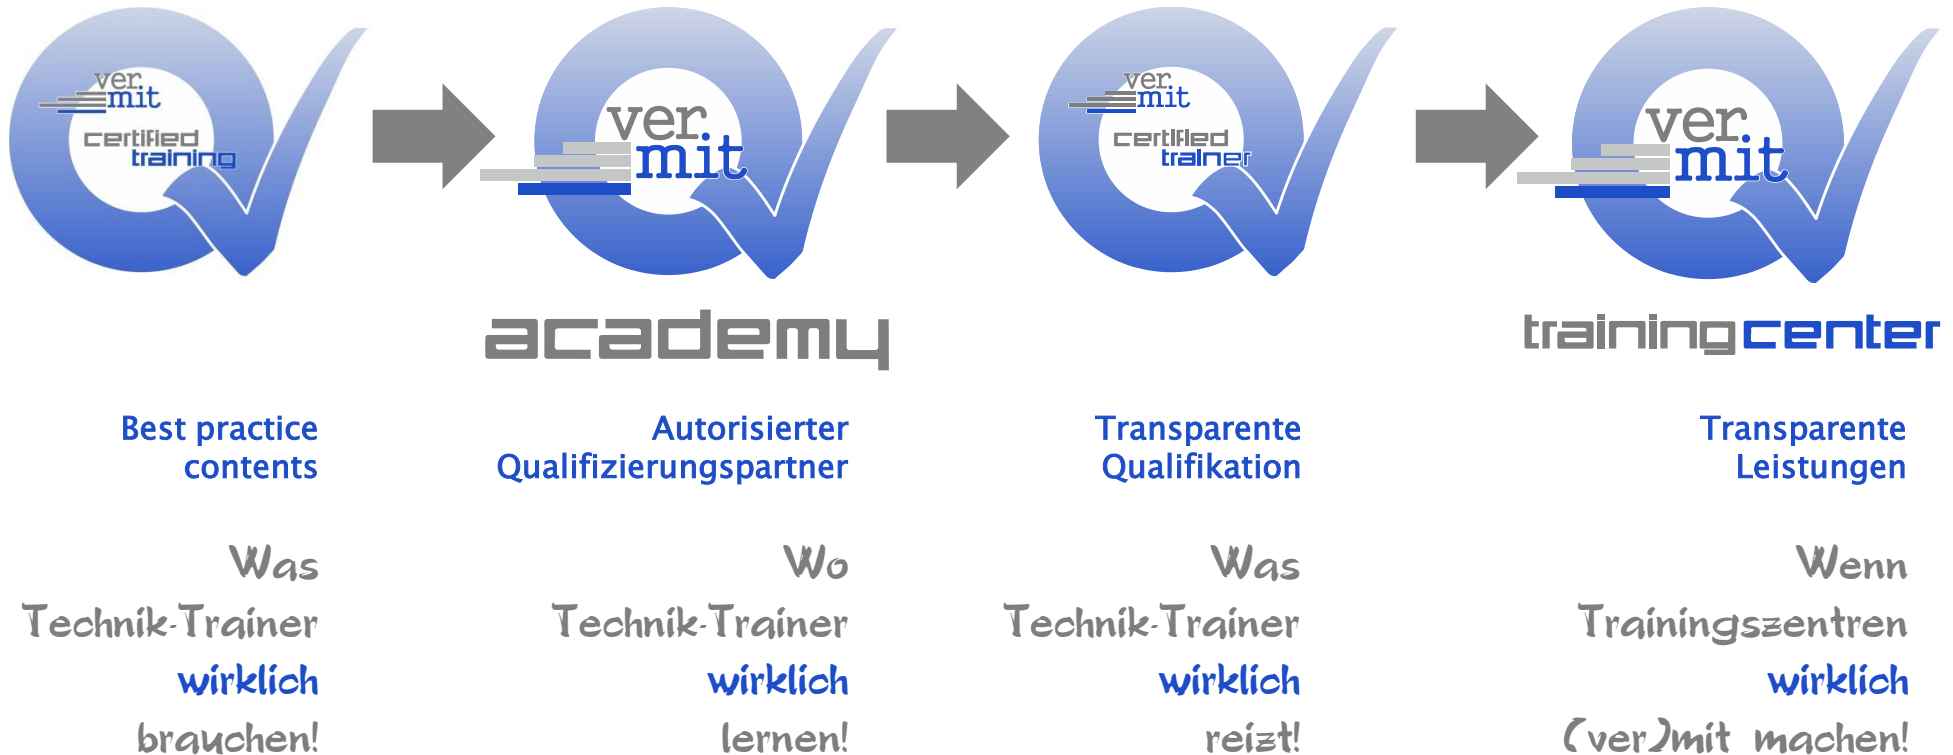 ver.
mit
certified
training
Best practice
contents
Was
Technik-Trainer
wirklich
brauchen!
ver.
mit
academy
Autorisierter
Qualifizierungspartner
Wo
Technik-Trainer
wirklich
lernen!
ver.
mit
certified
trainer
Transparente
Qualifikation
Was
Technik-Trainer
wirklich
reizt!
ver.
mit
trainingcenter
Transparente
Leistungen
Wenn
Trainingszentren
wirklich
(ver)mit machen!